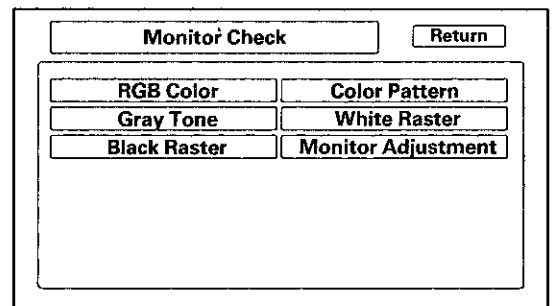 Monitor Check Return
RGB Color Color Pattern
Gray Tone White Raster
Black Raster Monitor Adjustment